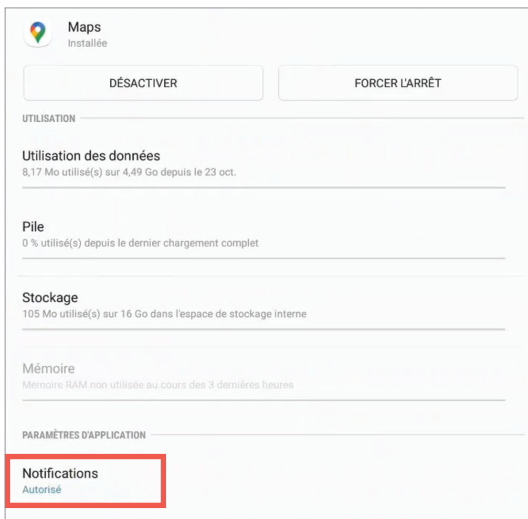 Maps
Installée
DÉSACTIVER
FORCER L'ARRÊT
UTILISATION
Utilisation des données
8,17 Mo utilisé(s) sur 4,49 Go depuis le 23 oct.
Pile
0 % utilisé(s) depuis le dernier chargement complet
Stockage
105 Mo utilisé(s) sur 16 Go dans l'espace de stockage interne
Mémoire
Mémoire RAM non utilisée au cours des 3 dernières heures
PARAMÈTRES D'APPLICATION
Notifications
Autorisé